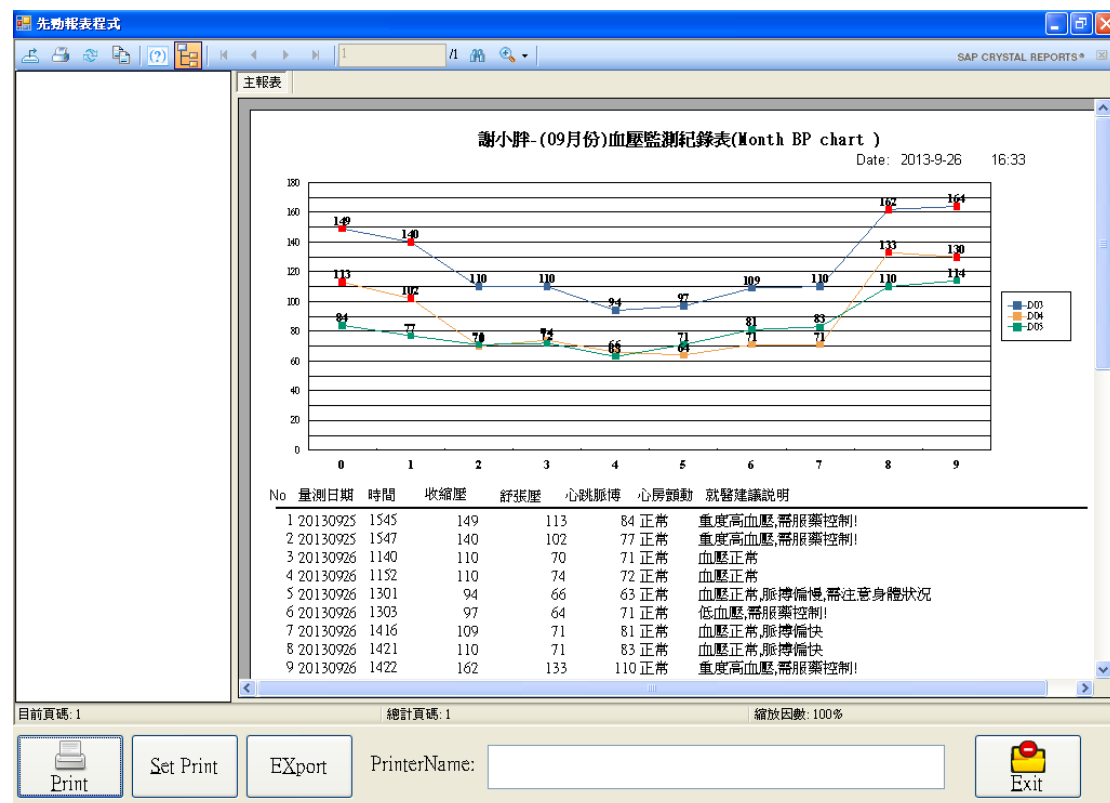 先勁報表程式
1 /1 SAP CRYSTAL REPORTS®
主報表
謝小胖-(09月份)血壓監測紀錄表(Month BP chart )
Date: 2013-9-26 16:33
180
160
140
120
100
80
60
40
20
0
149 140 110 110 94 97 109 110 162 164
113 102 70 74 66 64 71 71 133 130
84 77 71 72 63 71 81 83 110 114
D03
D04
D05
0 1 2 3 4 5 6 7 8 9
No 量測日期 時間 收縮壓 舒張壓 心跳脈博 心房顫動 就醫建議說明
1 20130925 1545 149 113 84 正常 重度高血壓,需服藥控制!
2 20130925 1547 140 102 77 正常 重度高血壓,需服藥控制!
3 20130926 1140 110 70 71 正常 血壓正常
4 20130926 1152 110 74 72 正常 血壓正常
5 20130926 1301 94 66 63 正常 血壓正常,脈搏偏慢,需注意身體狀況
6 20130926 1303 97 64 71 正常 低血壓,需服藥控制!
7 20130926 1416 109 71 81 正常 血壓正常,脈搏偏快
8 20130926 1421 110 71 83 正常 血壓正常,脈搏偏快
9 20130926 1422 162 133 110 正常 重度高血壓,需服藥控制!
目前頁碼: 1 總計頁碼: 1 縮放因數: 100%
Print Set Print EXport PrinterName: Exit